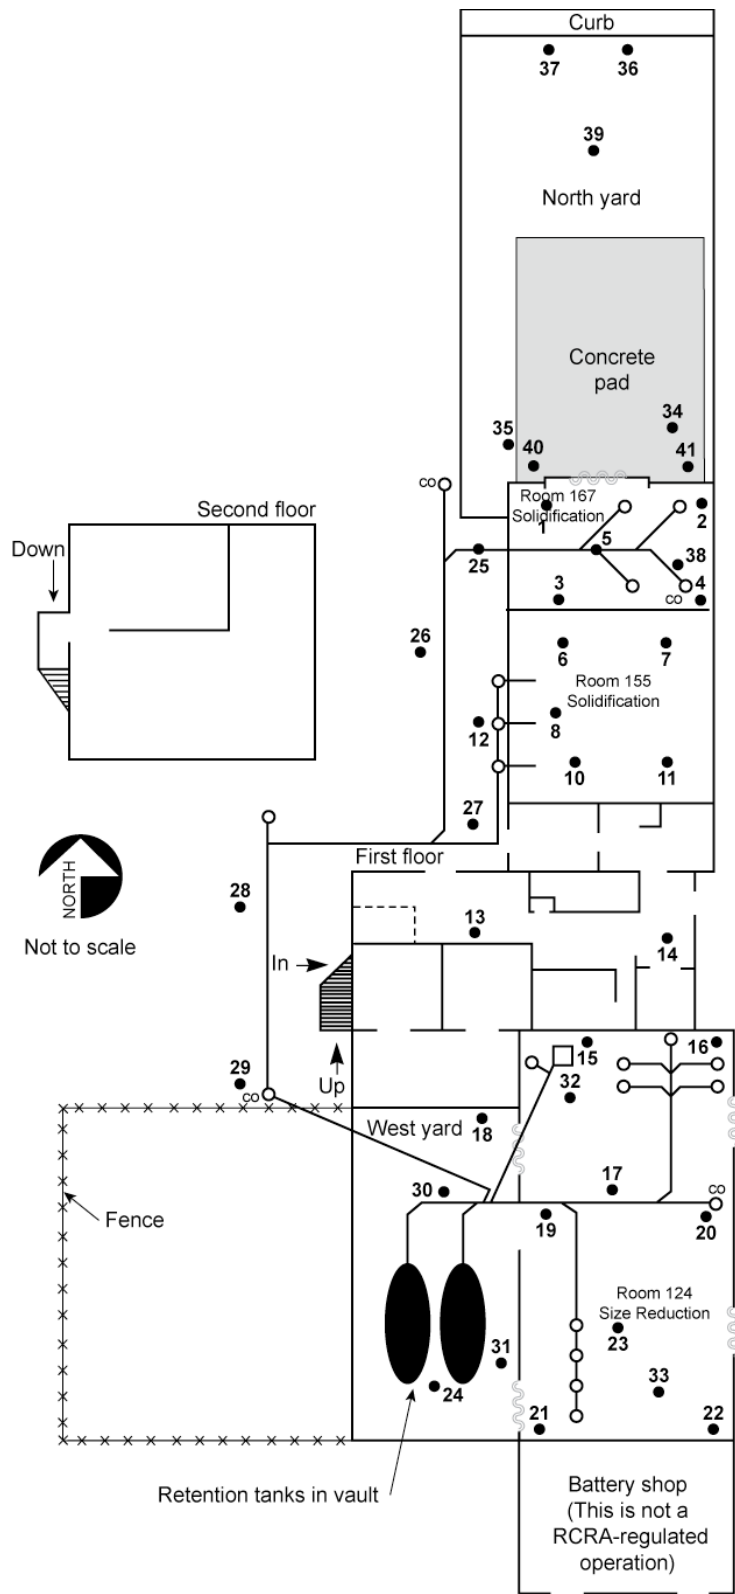 Curb
37
36
39
North yard
Concrete
pad
34
35
40
41
CO
Room 167
Solidification
1
2
5
25
38
3
CO
4
Second floor
Down
26
6
7
Room 155
Solidification
8
12
10
11
27
First floor
28
NORTH
Not to scale
13
14
In
15
16
29
CO
Up
32
West yard
18
30
17
CO
Fence
19
20
Room 124
Size Reduction
23
31
24
33
21
22
Retention tanks in vault
Battery shop
(This is not a
RCRA-regulated
operation)